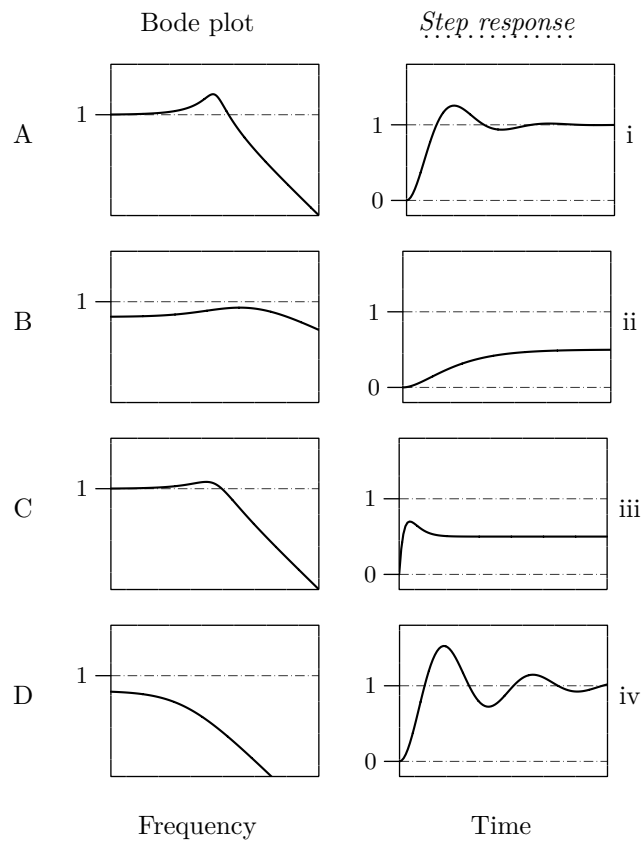 Bode plot Step response
A 1 1 0 i
B 1 1 0 ii
C 1 1 0 iii
D 1 1 0 iv
Frequency Time